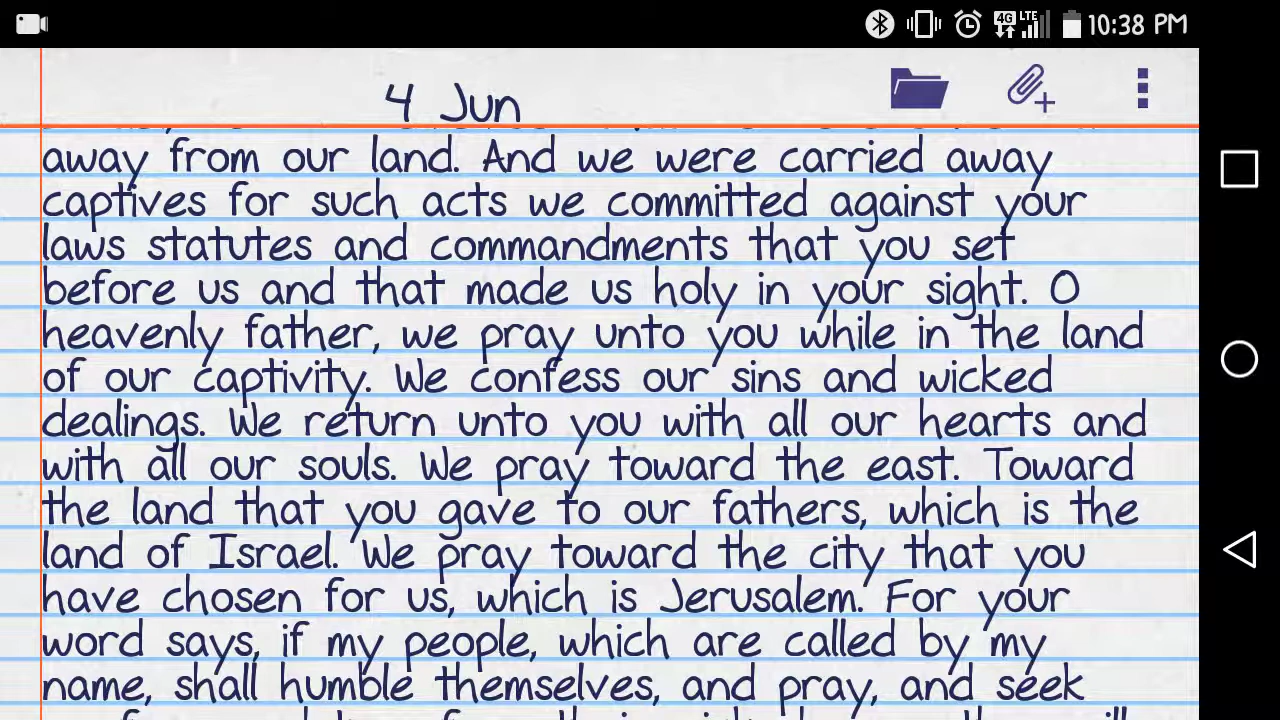 10:38 PM
4 Jun
away from our land. And we were carried away
captives for such acts we committed against your
laws statutes and commandments that you set
before us and that made us holy in your sight. O
heavenly father, we pray unto you while in the land
of our captivity. We confess our sins and wicked
dealings. We return unto you with all our hearts and
with all our souls. We pray toward the east. Toward
the land that you gave to our fathers, which is the
land of Israel. We pray toward the city that you
have chosen for us, which is Jerusalem. For your
word says, if my people, which are called by my
name, shall humble themselves, and pray, and seek